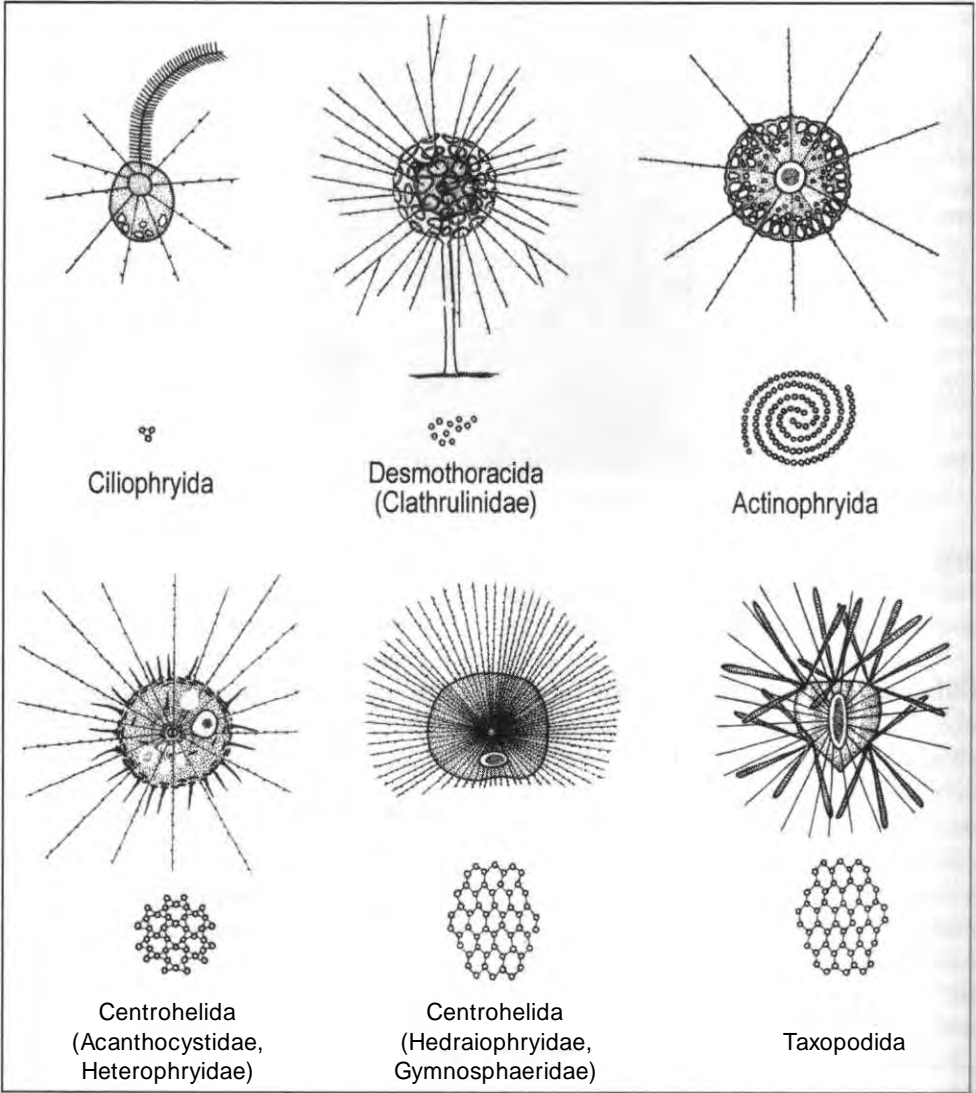 Ciliophryida
Desmothoracida
(Clathrulinidae)
Actinophryida
Centrohelida
(Acanthocystidae,
Heterophryidae)
Centrohelida
(Hedraiophryidae,
Gymnosphaeridae)
Taxopodida